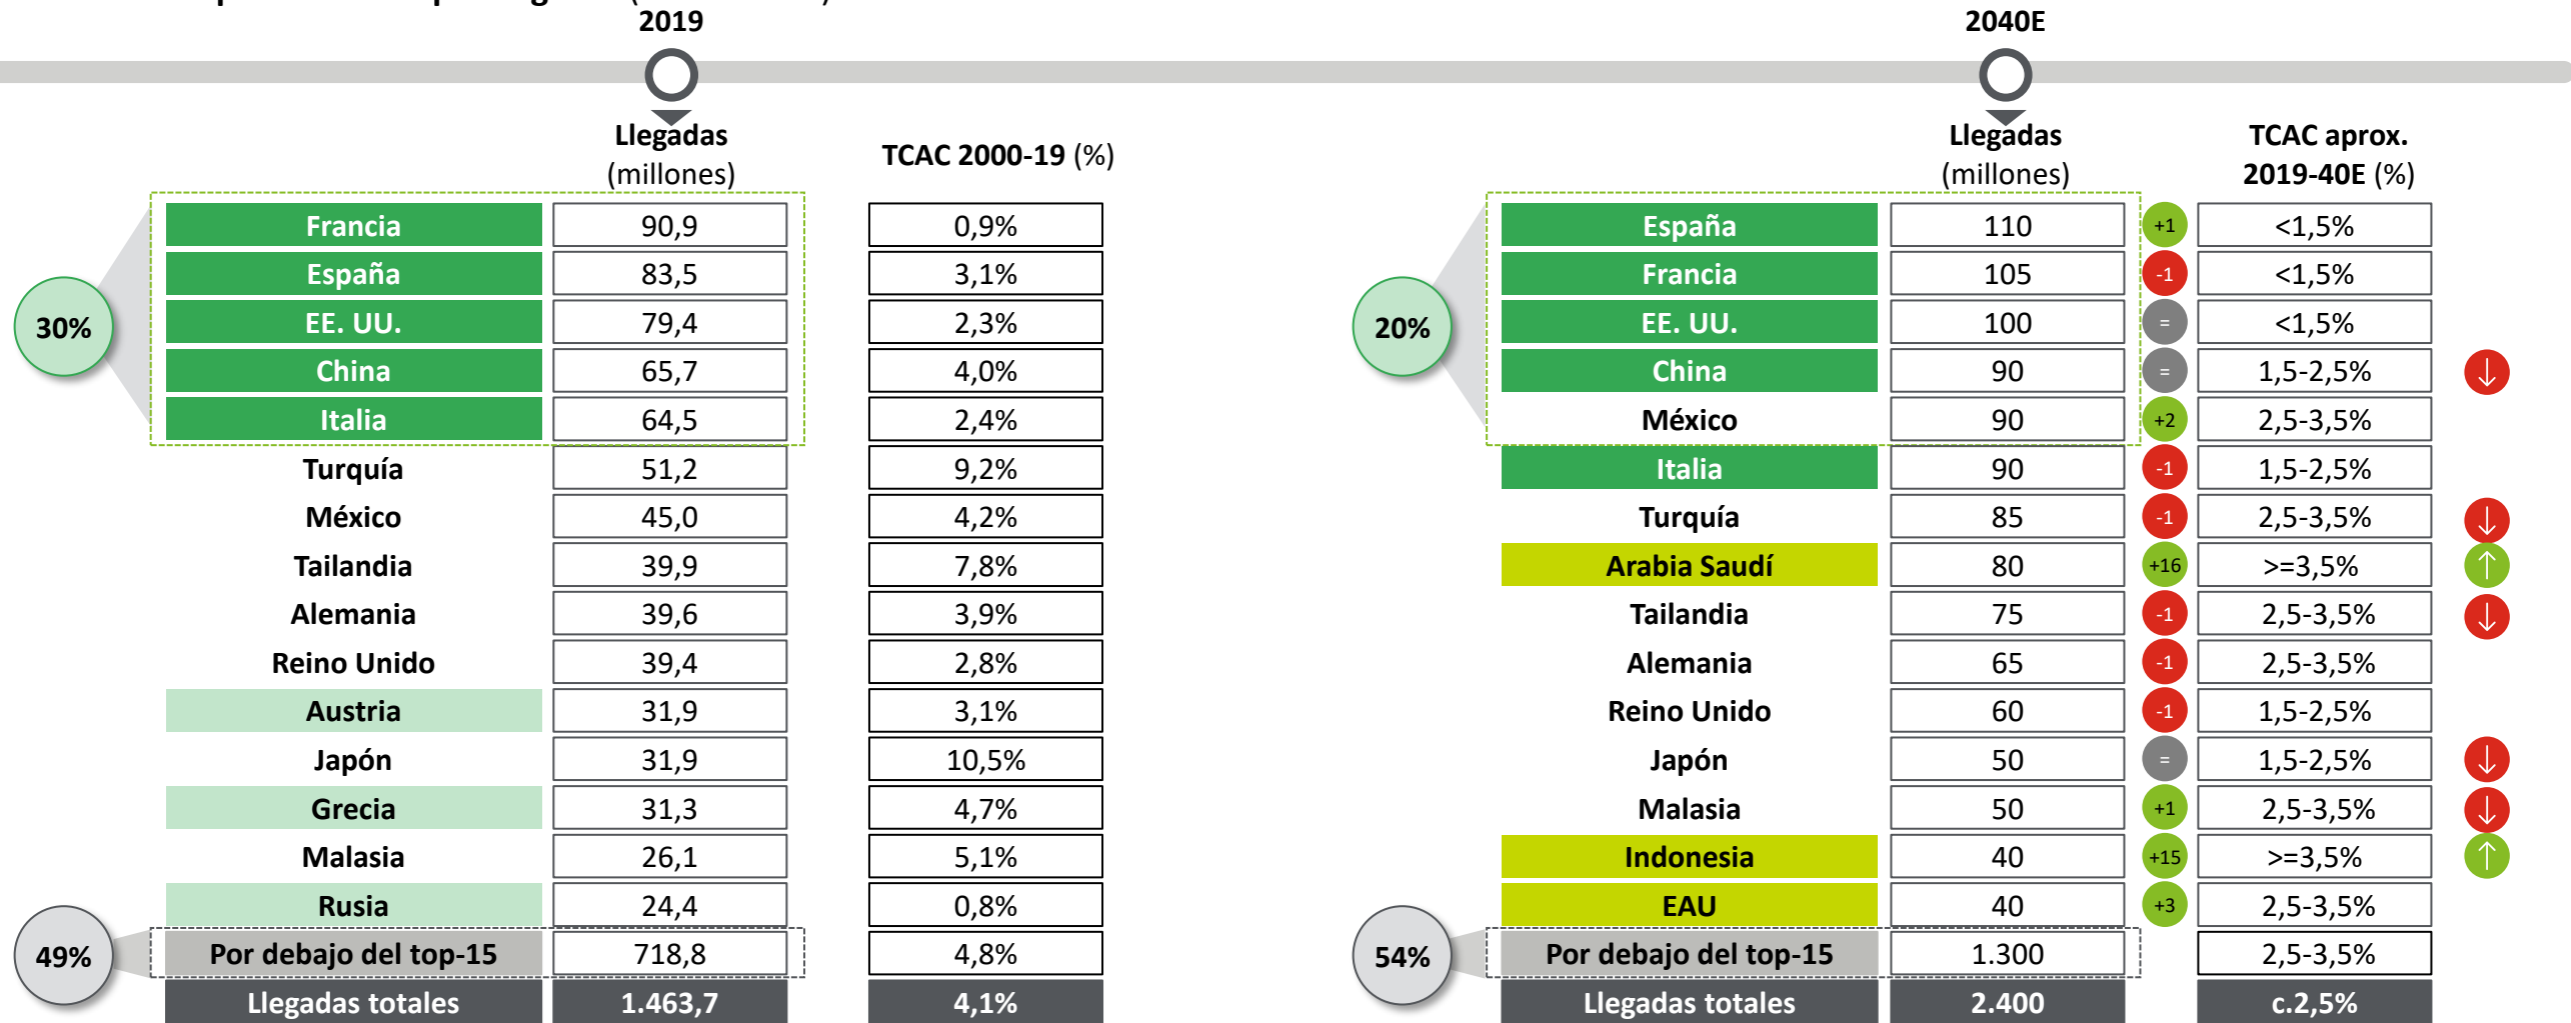 2019
2040E
Llegadas
(millones)
TCAC 2000-19 (%)
Llegadas
(millones)
TCAC aprox.
2019-40E (%)
Francia 90,9 0,9% España 110 +1 <1,5%
España 83,5 3,1% Francia 105 -1 <1,5%
30% EE. UU. 79,4 2,3% 20% EE. UU. 100 = <1,5%
China 65,7 4,0% China 90 = 1,5-2,5% ↓
Italia 64,5 2,4% México 90 +2 2,5-3,5%
Turquía 51,2 9,2% Italia 90 -1 1,5-2,5%
México 45,0 4,2% Turquía 85 -1 2,5-3,5% ↓
Tailandia 39,9 7,8% Arabia Saudí 80 +16 >=3,5% ↑
Alemania 39,6 3,9% Tailandia 75 -1 2,5-3,5% ↓
Reino Unido 39,4 2,8% Alemania 65 -1 2,5-3,5%
Austria 31,9 3,1% Reino Unido 60 -1 1,5-2,5%
Japón 31,9 10,5% Japón 50 = 1,5-2,5% ↓
Grecia 31,3 4,7% Malasia 50 +1 2,5-3,5% ↓
Malasia 26,1 5,1% Indonesia 40 +15 >=3,5% ↑
Rusia 24,4 0,8% EAU 40 +3 2,5-3,5%
49% Por debajo del top-15 718,8 4,8% 54% Por debajo del top-15 1.300 2,5-3,5%
Llegadas totales 1.463,7 4,1% Llegadas totales 2.400 c.2,5%